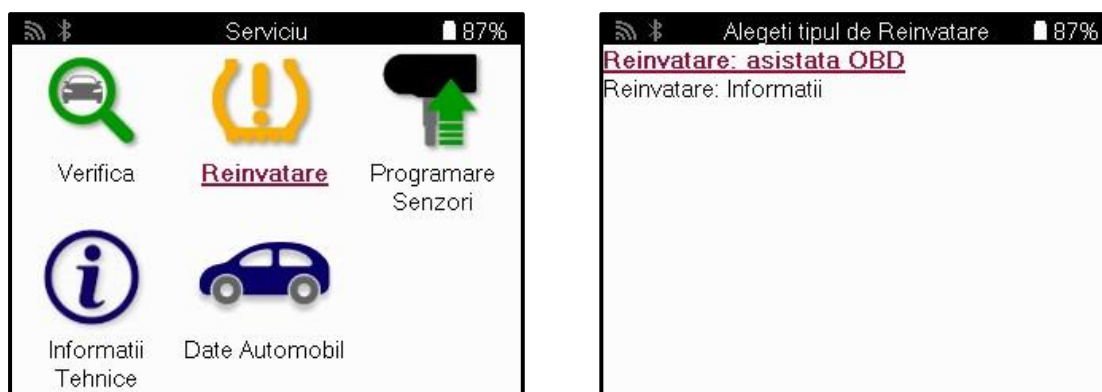 Serviciu 87%
Verifica
Reinvatare
Programare
Senzori
Informatii
Tehnice
Date Automobil
Alegeti tipul de Reinvatare 87%
Reinvatare: asistata OBD
Reinvatare: Informatii